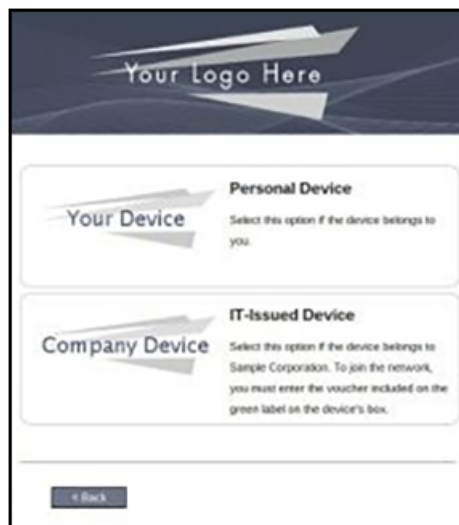 Your Logo Here
Your Device
Personal Device
Select this option if the device belongs to
you.
Company Device
IT-Issued Device
Select this option if the device belongs to
Sample Corporation. To join the network,
you must enter the voucher included on the
green label on the device's box.
< Back